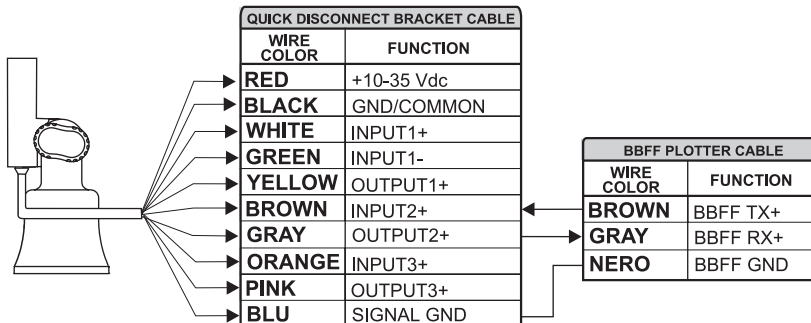 QUICK DISCONNECT BRACKET CABLE
WIRE COLOR FUNCTION
RED +10-35 Vdc
BLACK GND/COMMON
WHITE INPUT1+
GREEN INPUT1-
YELLOW OUTPUT1+
BROWN INPUT2+
GRAY OUTPUT2+
ORANGE INPUT3+
PINK OUTPUT3+
BLU SIGNAL GND
BBFF PLOTTER CABLE
WIRE COLOR FUNCTION
BROWN BBFF TX+
GRAY BBFF RX+
NERO BBFF GND